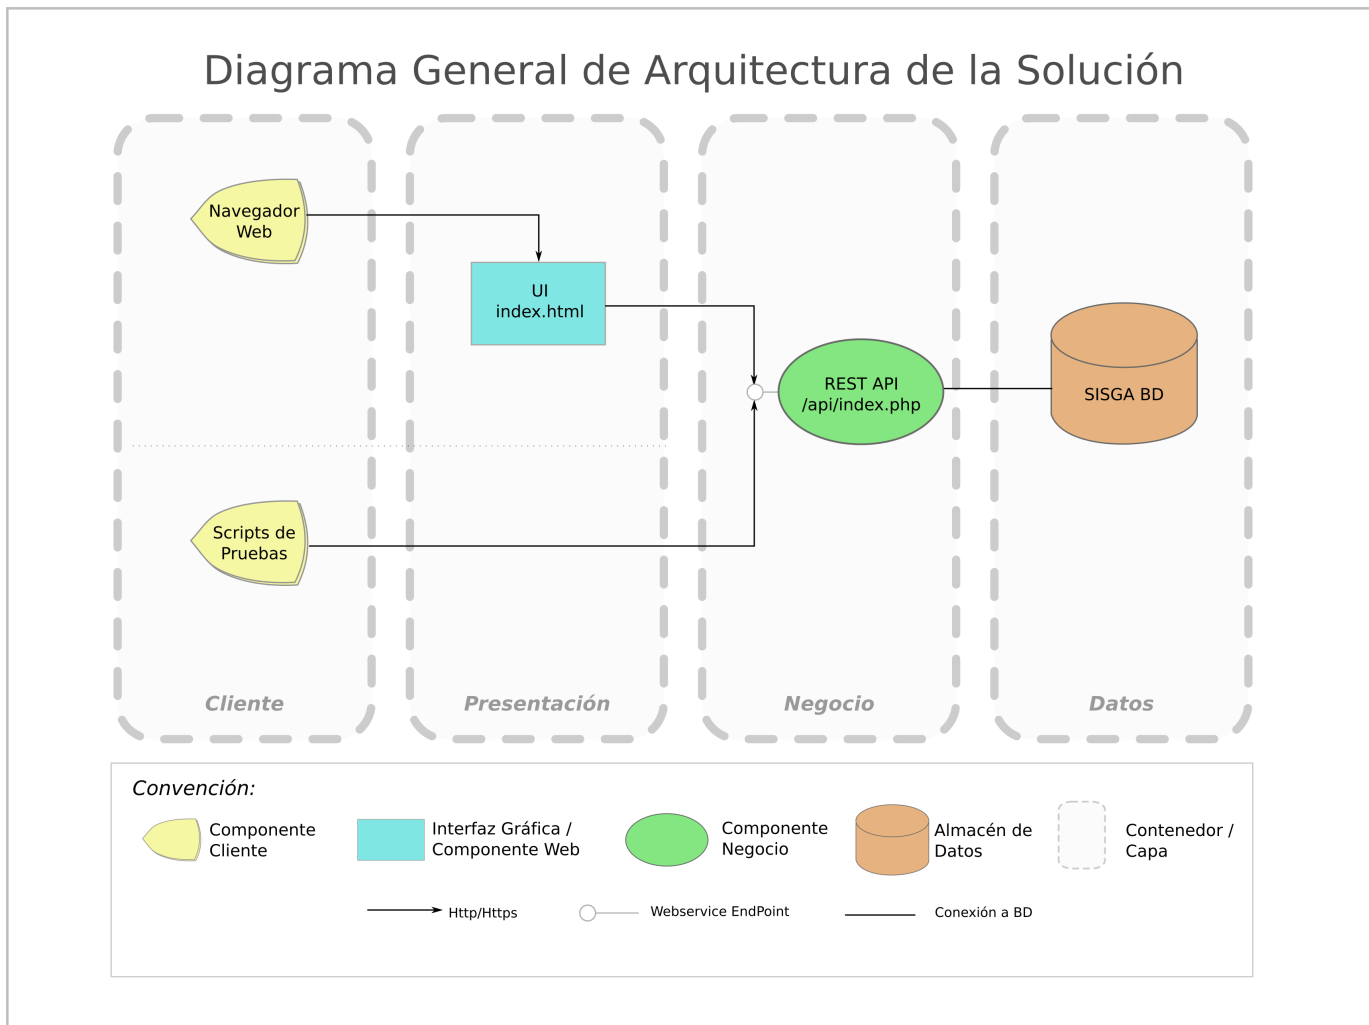 Diagrama General de Arquitectura de la Solución
Navegador
Web
UI
index.html
REST API
/api/index.php
SISGA BD
Scripts de
Pruebas
Cliente
Presentación
Negocio
Datos
Convención:
Componente
Cliente
Interfaz Gráfica /
Componente Web
Componente
Negocio
Almacén de
Datos
Contenedor /
Capa
Http/Https
Webservice EndPoint
Conexión a BD